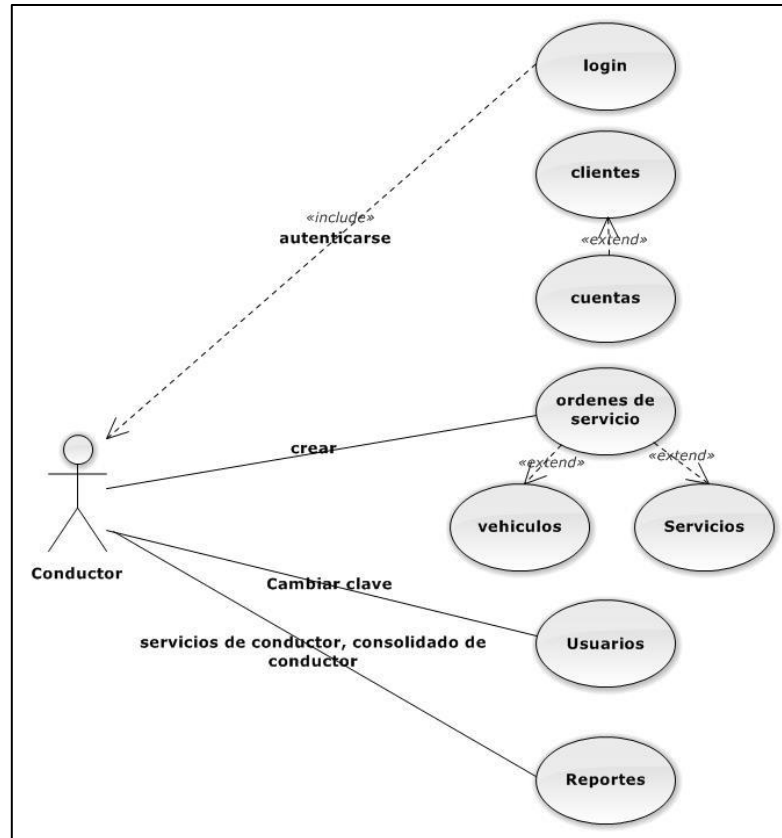 login
clientes
«include»
autenticarse
«extend»
cuentas
ordenes de
servicio
crear
«extend»
«extend»
vehiculos
Servicios
Conductor
Cambiar clave
Usuarios
servicios de conductor, consolidado de
conductor
Reportes